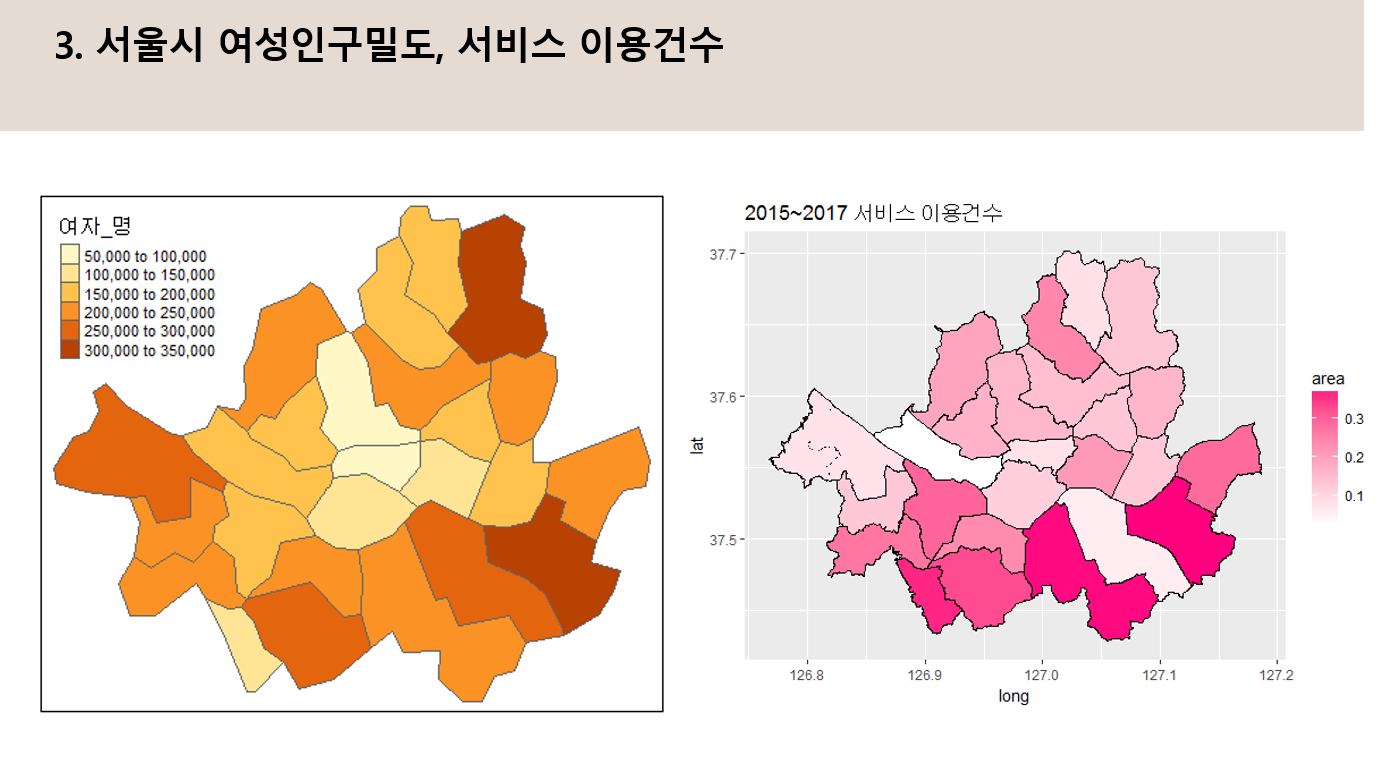 3. 서울시 여성인구밀도, 서비스 이용건수
여자_명
50,000 to 100,000
100,000 to 150,000
150,000 to 200,000
200,000 to 250,000
250,000 to 300,000
300,000 to 350,000
2015~2017 서비스 이용건수
37.7
37.6
37.5
lat
126.8 126.9 127.0 127.1 127.2
long
area
0.3
0.2
0.1